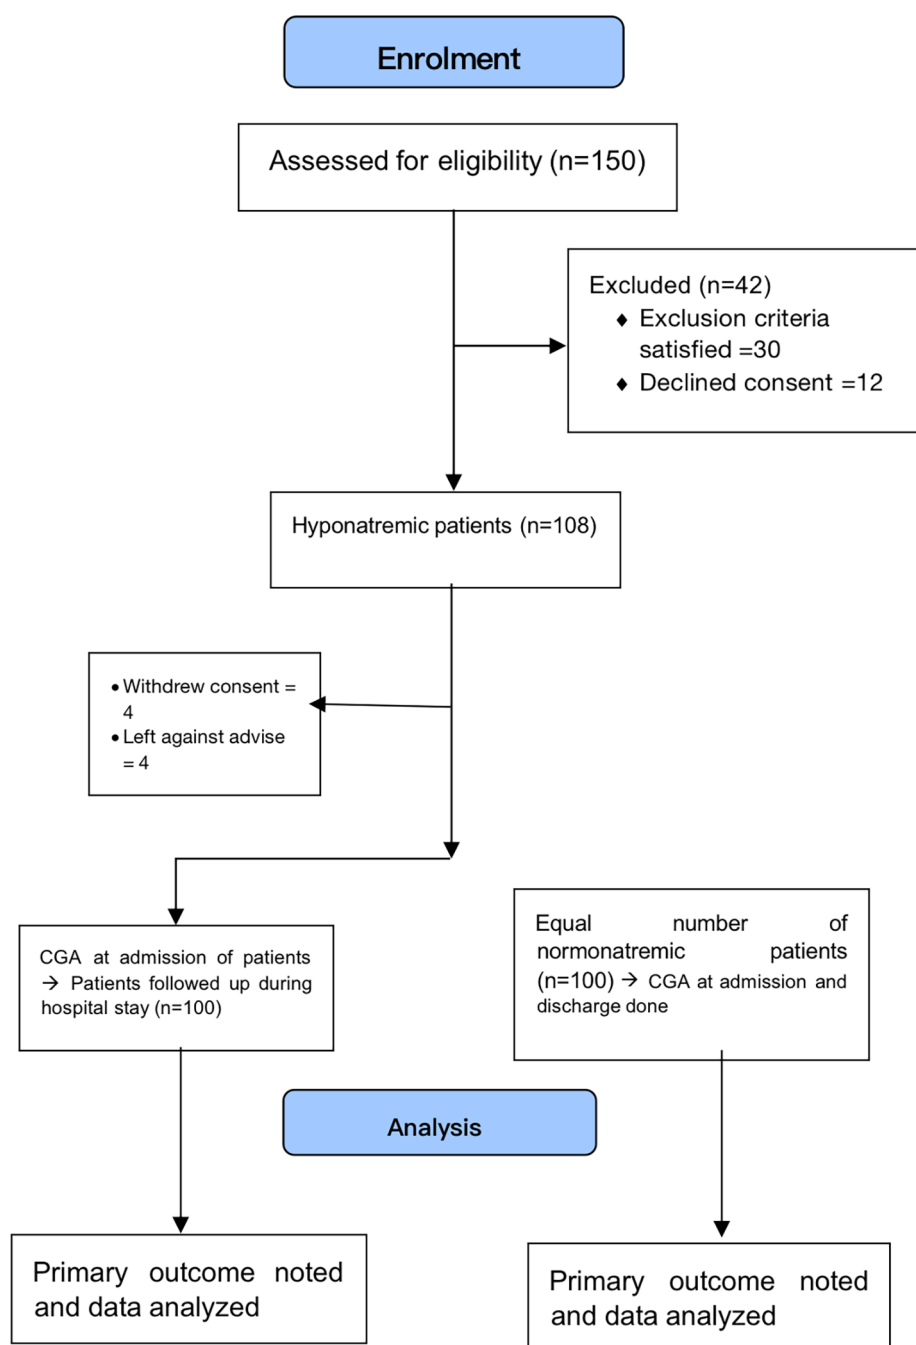 Enrolment
Assessed for eligibility (n=150)
Excluded (n=42)
♦ Exclusion criteria
satisfied =30
♦ Declined consent =12
Hyponatremic patients (n=108)
• Withdrew consent =
4
• Left against advise
= 4
CGA at admission of patients
→ Patients followed up during
hospital stay (n=100)
Equal number of
normonatremic patients
(n=100) → CGA at admission and
discharge done
Analysis
Primary outcome noted
and data analyzed
Primary outcome noted
and data analyzed